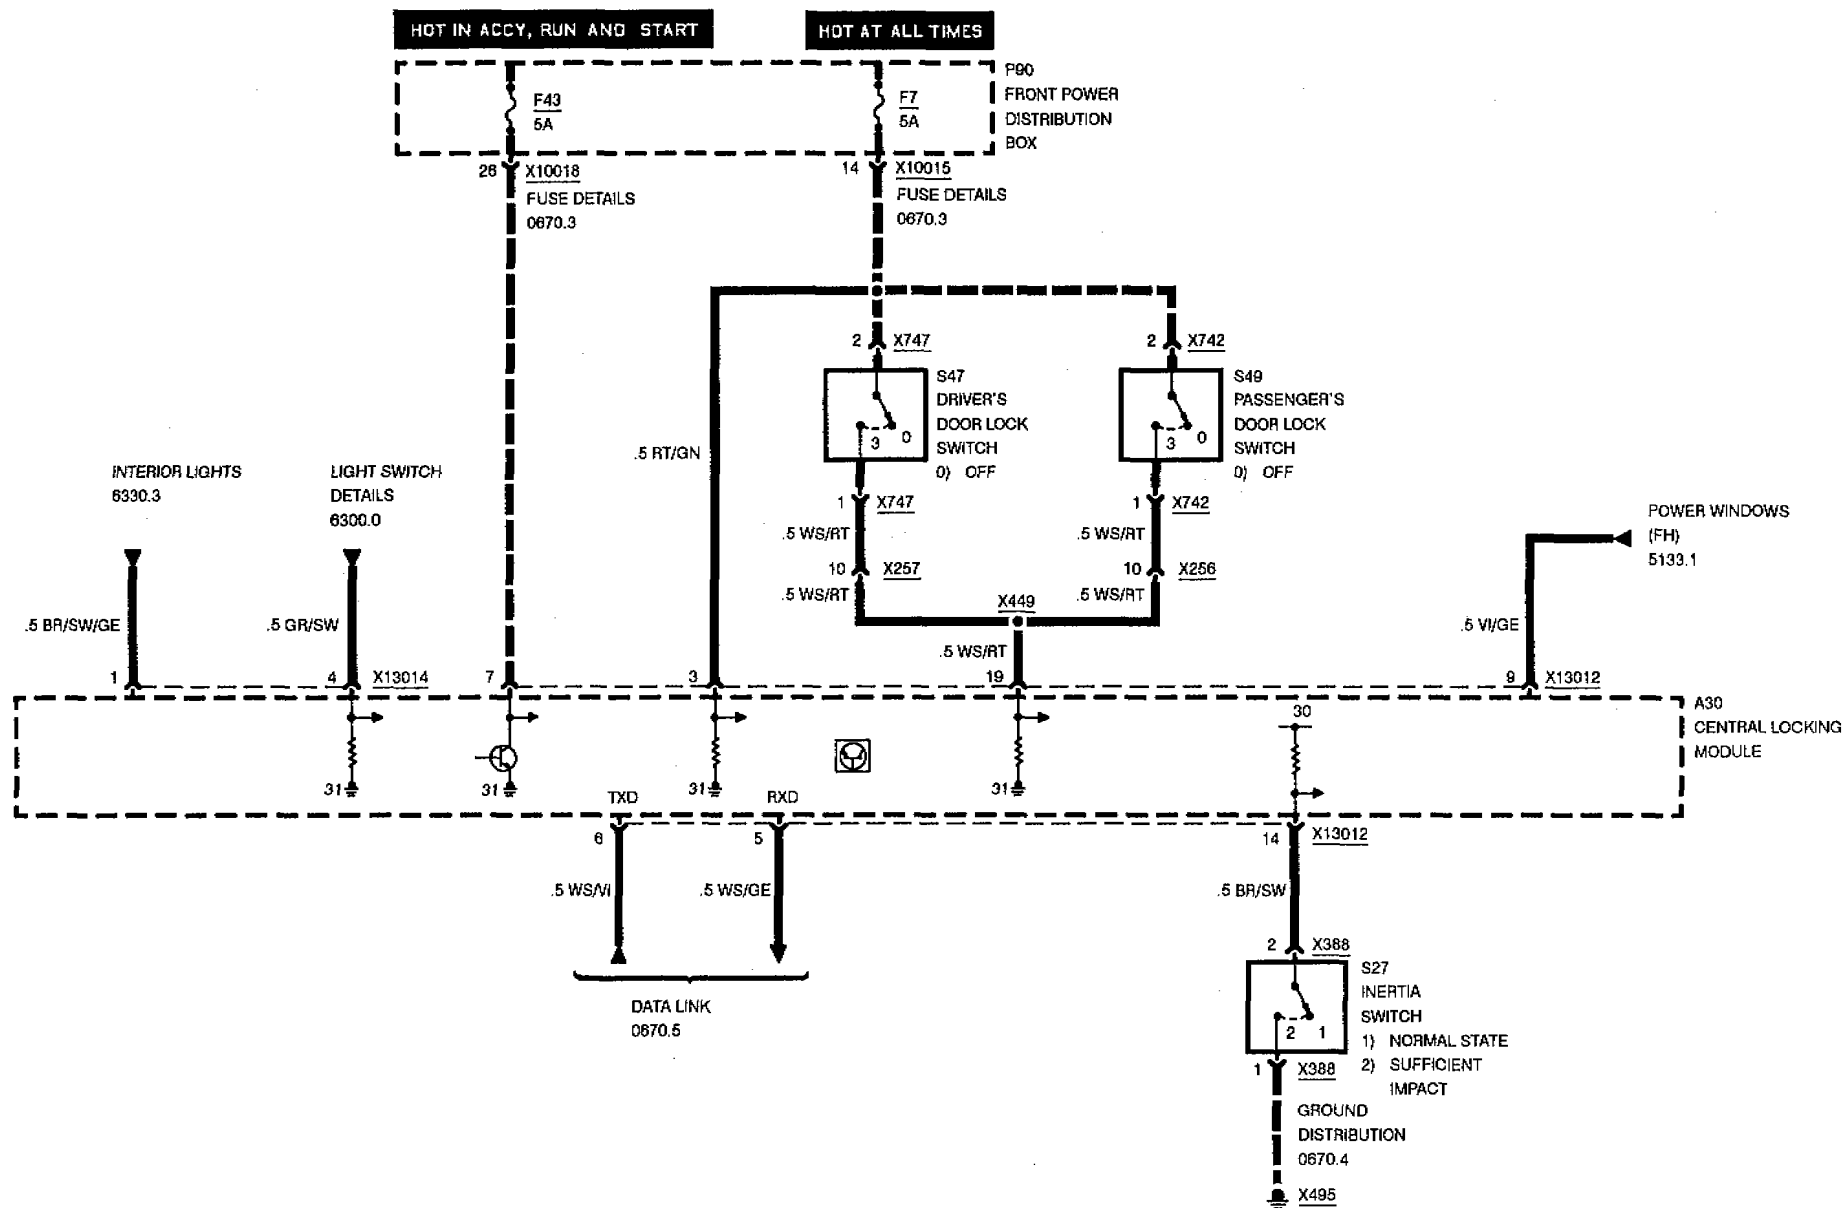 HOT IN ACCY, RUN AND START
HOT AT ALL TIMES
F43
5A
F7
5A
P90
FRONT POWER
DISTRIBUTION
BOX
26
X10018
FUSE DETAILS
0670.3
14
X10015
FUSE DETAILS
0670.3
2
X747
2
X742
S47
DRIVER'S
DOOR LOCK
SWITCH
0) OFF
3
0
S49
PASSENGER'S
DOOR LOCK
SWITCH
0) OFF
3
0
.5 RT/GN
INTERIOR LIGHTS
6330.3
LIGHT SWITCH
DETAILS
6300.0
1
X747
1
X742
.5 WS/RT
.5 WS/RT
10
X257
10
X256
.5 WS/RT
.5 WS/RT
X449
POWER WINDOWS
(FH)
5133.1
.5 BR/SW/GE
.5 GR/SW
.5 WS/RT
.5 VI/GE
1
4
X13014
7
3
19
9
X13012
A30
CENTRAL LOCKING
MODULE
30
31
31
31
31
TXD
RXD
6
5
14
X13012
.5 WS/VI
.5 WS/GE
.5 BR/SW
DATA LINK
0670.5
2
X388
S27
INERTIA
SWITCH
1) NORMAL STATE
2) SUFFICIENT
IMPACT
2
1
1
X388
GROUND
DISTRIBUTION
0670.4
X495